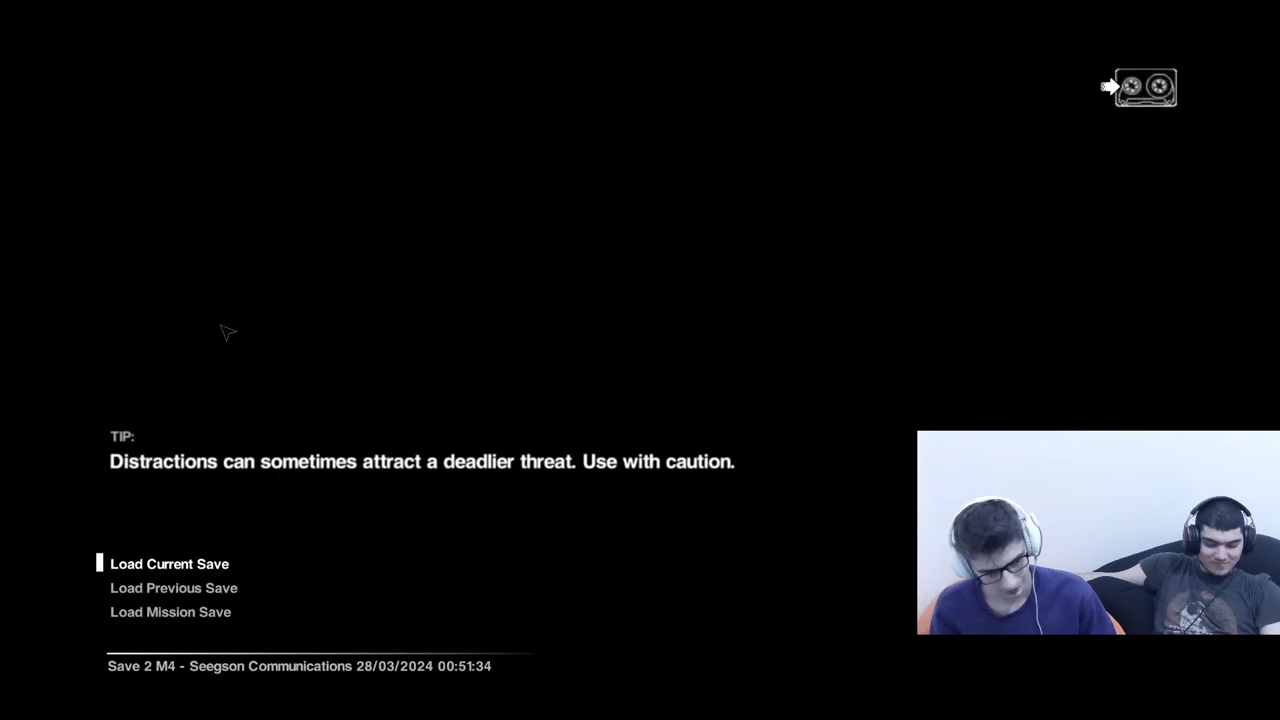 TIP:
Distractions can sometimes attract a deadlier threat. Use with caution.
Load Current Save
Load Previous Save
Load Mission Save
Save 2 M4 - Seegson Communications 28/03/2024 00:51:34